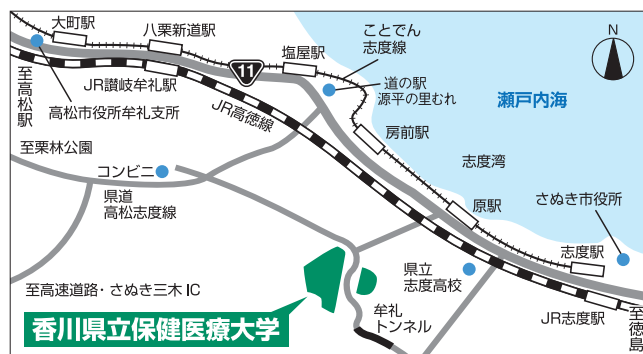 大町駅
八栗新道駅
塩屋駅
ことでん
志度線
N
11
至高松駅
JR讃岐牟礼駅
高松市役所牟礼支所
JR高徳線
道の駅
源平の里むれ
瀬戸内海
房前駅
至栗林公園
コンビニ
志度湾
県道
高松志度線
原駅
さぬき市役所
志度駅
県立
志度高校
至高速道路・さぬき三木IC
牟礼
トンネル
JR志度駅
至徳島
香川県立保健医療大学